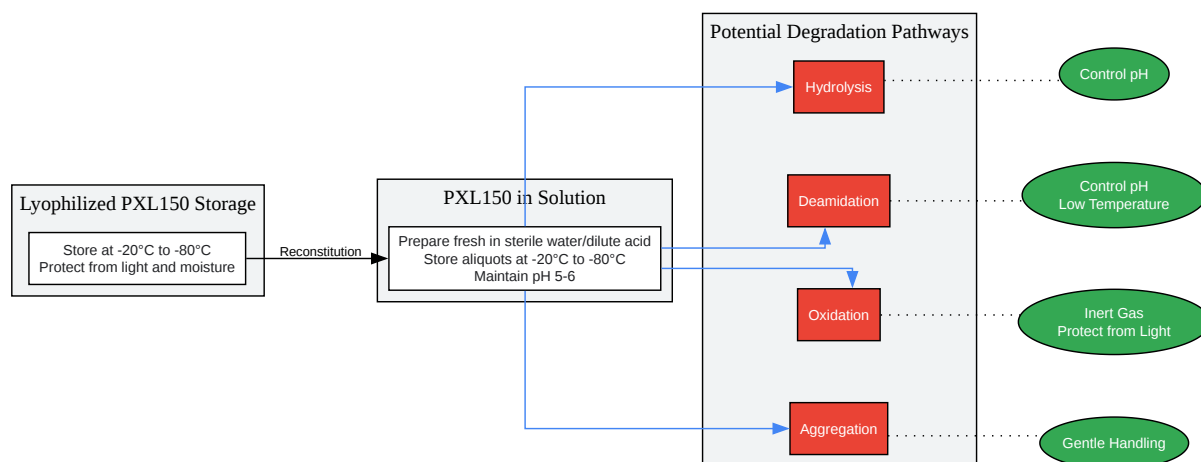 Lyophilized PXL150 Storage
Store at -20°C to -80°C
Protect from light and moisture
Reconstitution
PXL150 in Solution
Prepare fresh in sterile water/dilute acid
Store aliquots at -20°C to -80°C
Maintain pH 5-6
Potential Degradation Pathways
Hydrolysis
Deamidation
Oxidation
Aggregation
Control pH
Control pH
Low Temperature
Inert Gas
Protect from Light
Gentle Handling